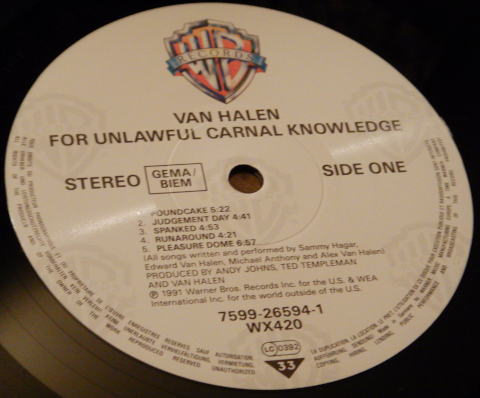 WB
RECORDS
VAN HALEN
FOR UNLAWFUL CARNAL KNOWLEDGE
STEREO GEMA/ BIEM SIDE ONE
POUNDCAKE 5:22
2. JUDGEMENT DAY 4:41
3. SPANKED 4:53
4. RUNAROUND 4:21
5. PLEASURE DOME 6:57
(All songs written and performed by Sammy Hagar,
Edward Van Halen, Michael Anthony and Alex Van Halen)
PRODUCED BY ANDY JOHNS, TED TEMPLEMAN
AND VAN HALEN
℗ 1991 Warner Bros. Records Inc. for the U.S. & WEA
International Inc. for the world outside of the U.S.
7599-26594-1
WX420
LC 0392
33